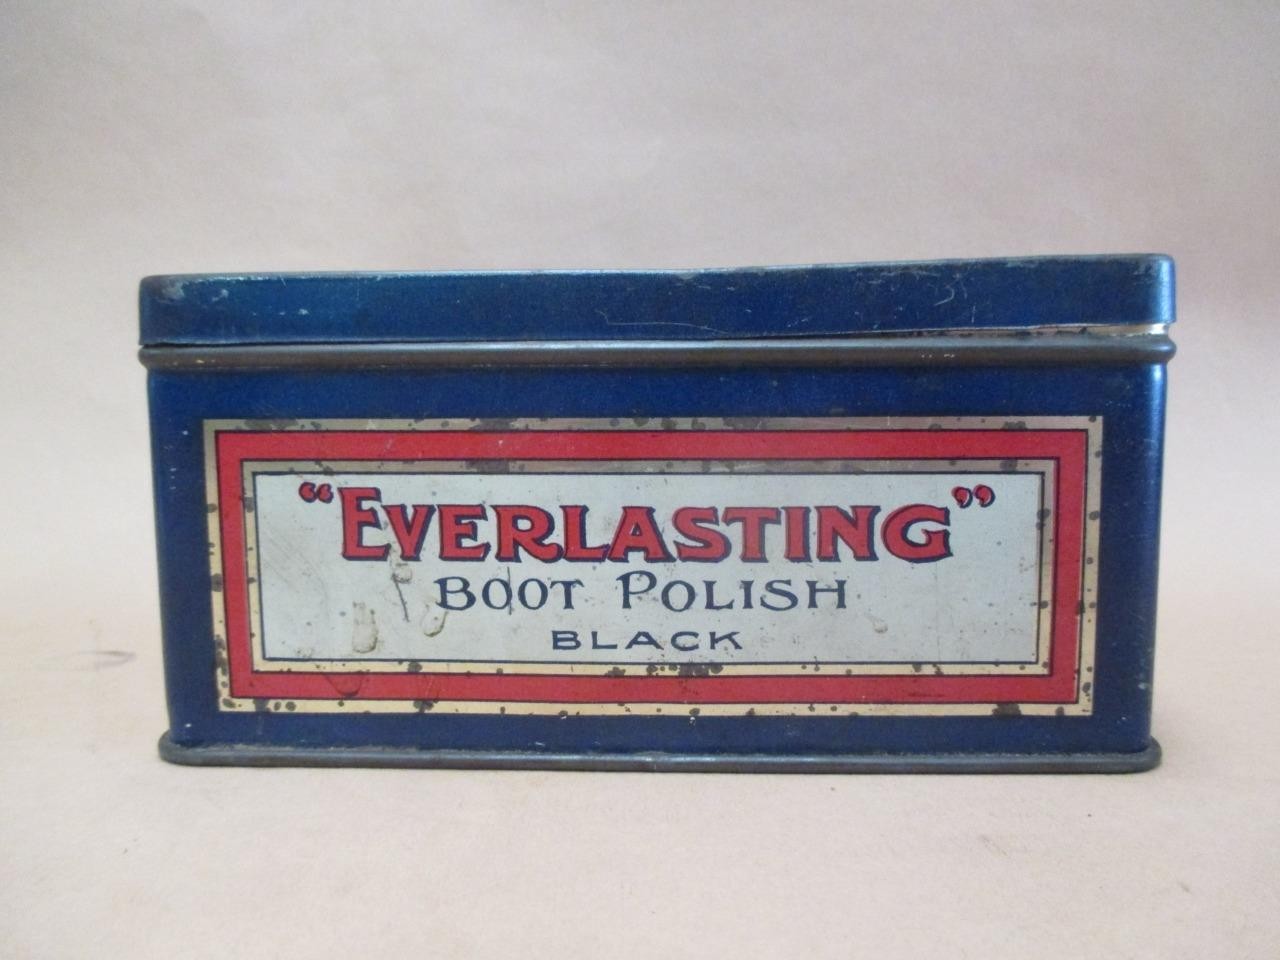 “EVERLASTING”
BOOT POLISH
BLACK